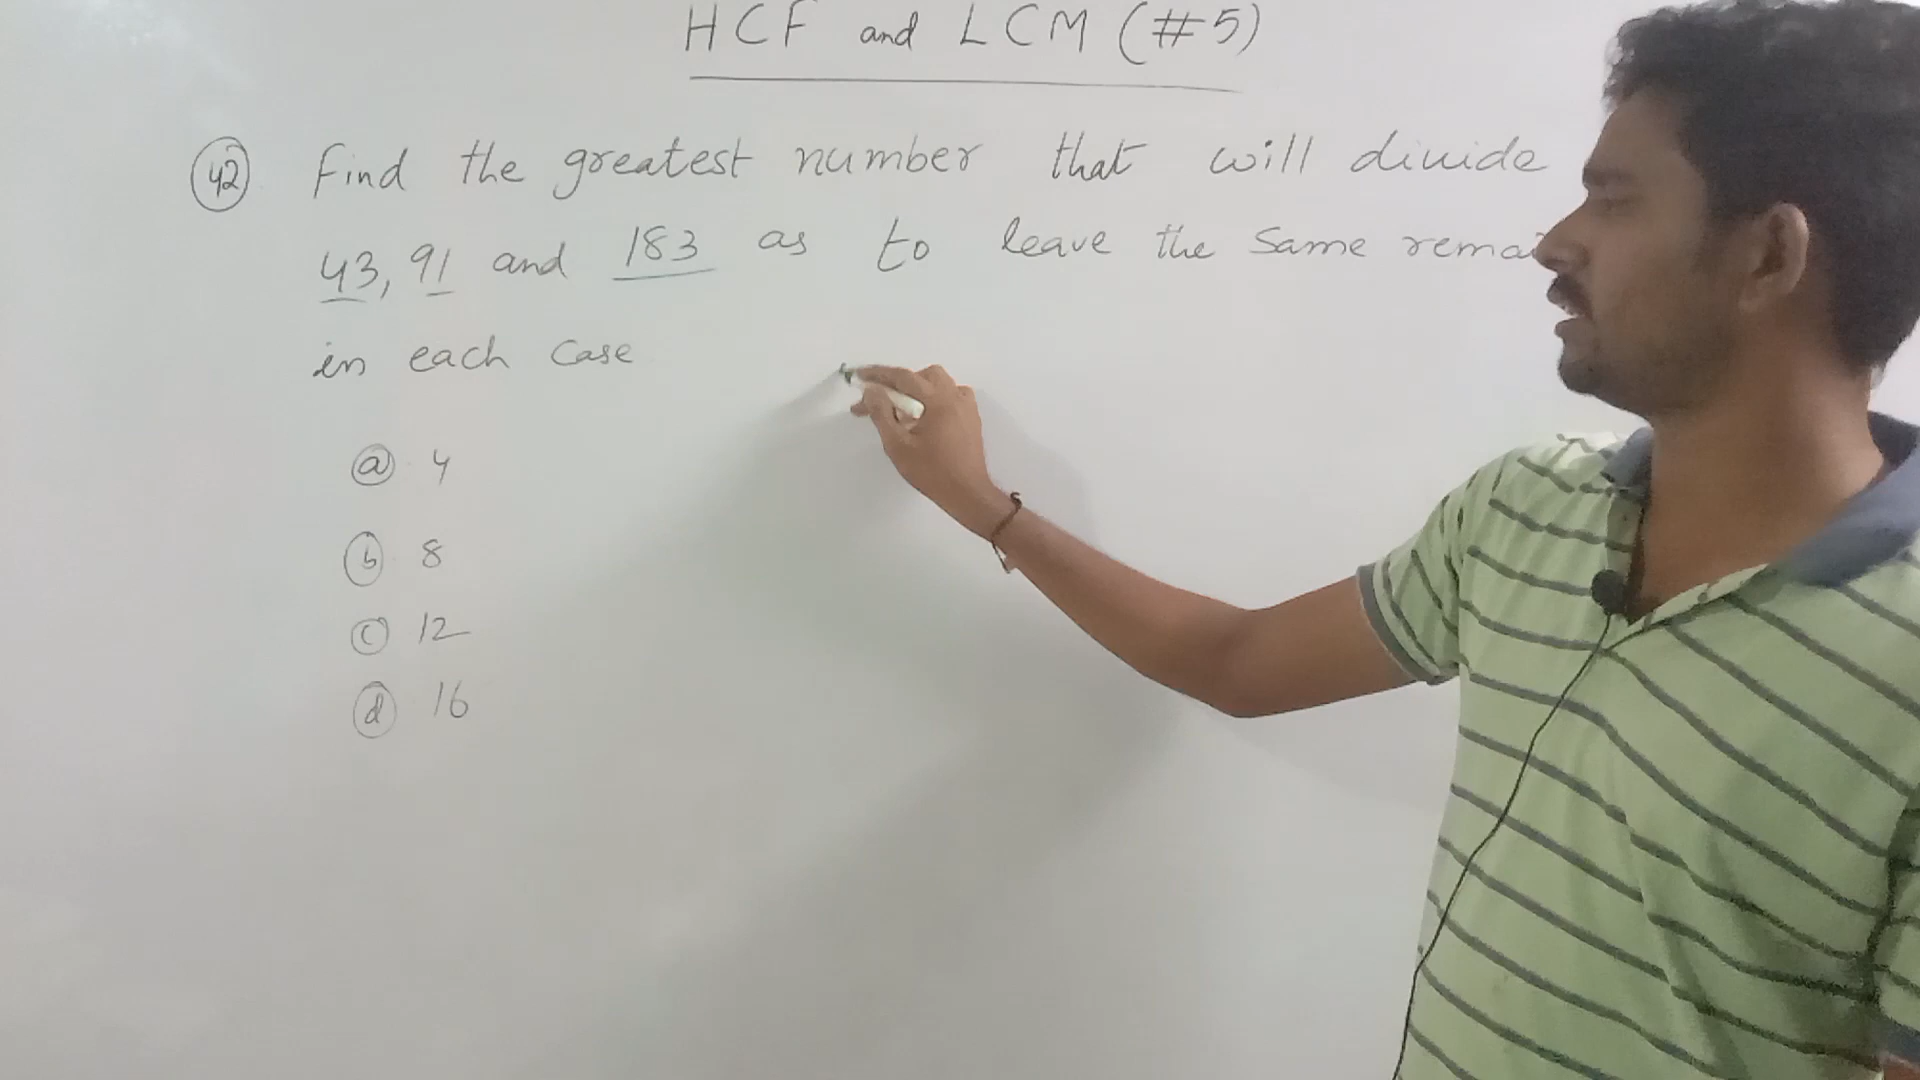 HCF and LCM (#5)
42 Find the greatest number that will divide
43, 91 and 183 as to leave the Same remai
in each Case
a 4
b 8
c 12
d 16